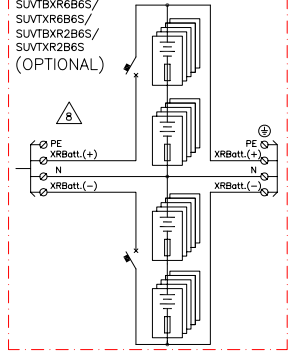 SUVTBXR6B6S/
SUVTXR6B6S/
SUVTBXR2B6S/
SUVTXR2B6S
(OPTIONAL)
8
PE PE
XRBatt.(+) XRBatt.(+)
N N
XRBatt.(-) XRBatt.(-)